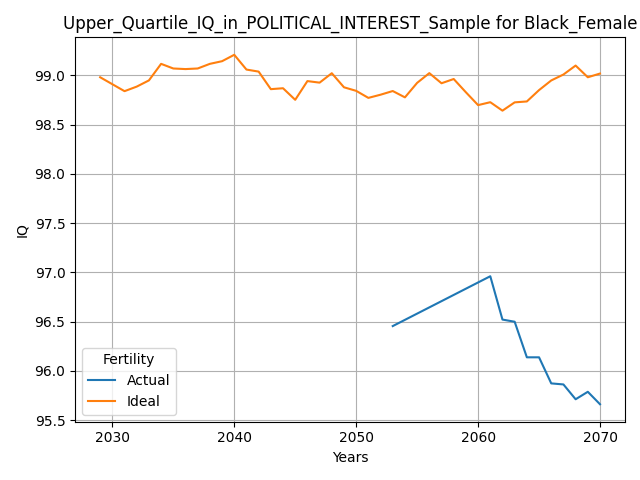 Upper_Quartile_IQ_in_POLITICAL_INTEREST_Sample for Black_Female
99.0
98.5
98.0
97.5
97.0
96.5
96.0
95.5
IQ
Fertility
Actual
Ideal
2030 2040 2050 2060 2070
Years